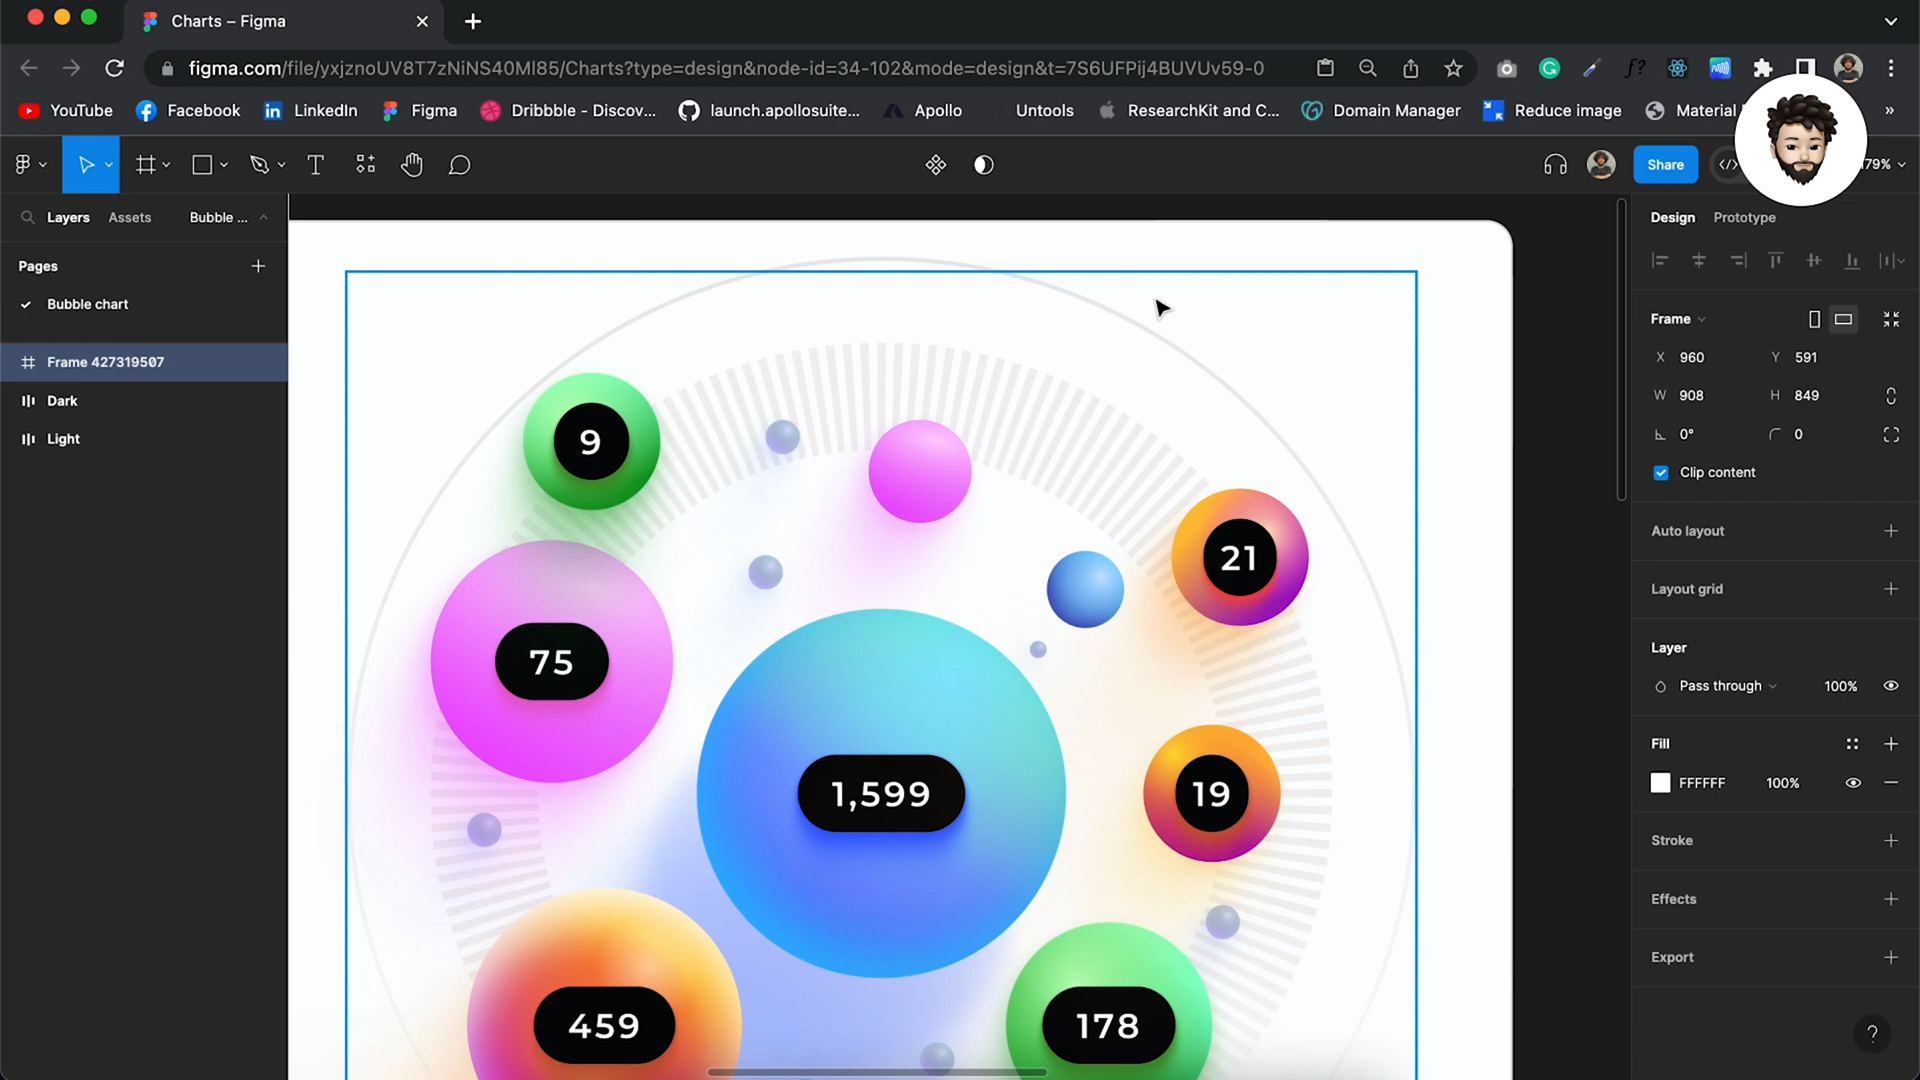 Charts – Figma
figma.com/file/yxjznoUV8T7zNiNS40Ml85/Charts?type=design&node-id=34-102&mode=design&t=7S6UFPij4BUVUv59-0
YouTube
Facebook
LinkedIn
Figma
Dribbble - Discov...
launch.apollosuite...
Apollo
Untools
ResearchKit and C...
Domain Manager
Reduce image
Material
»
Share
179%
Layers
Assets
Bubble ...
Design
Prototype
Pages
Bubble chart
Frame 427319507
Dark
Light
9
21
75
1,599
19
459
178
Frame
X 960
Y 591
W 908
H 849
0°
0
Clip content
Auto layout
Layout grid
Layer
Pass through
100%
Fill
FFFFFF
100%
Stroke
Effects
Export
?